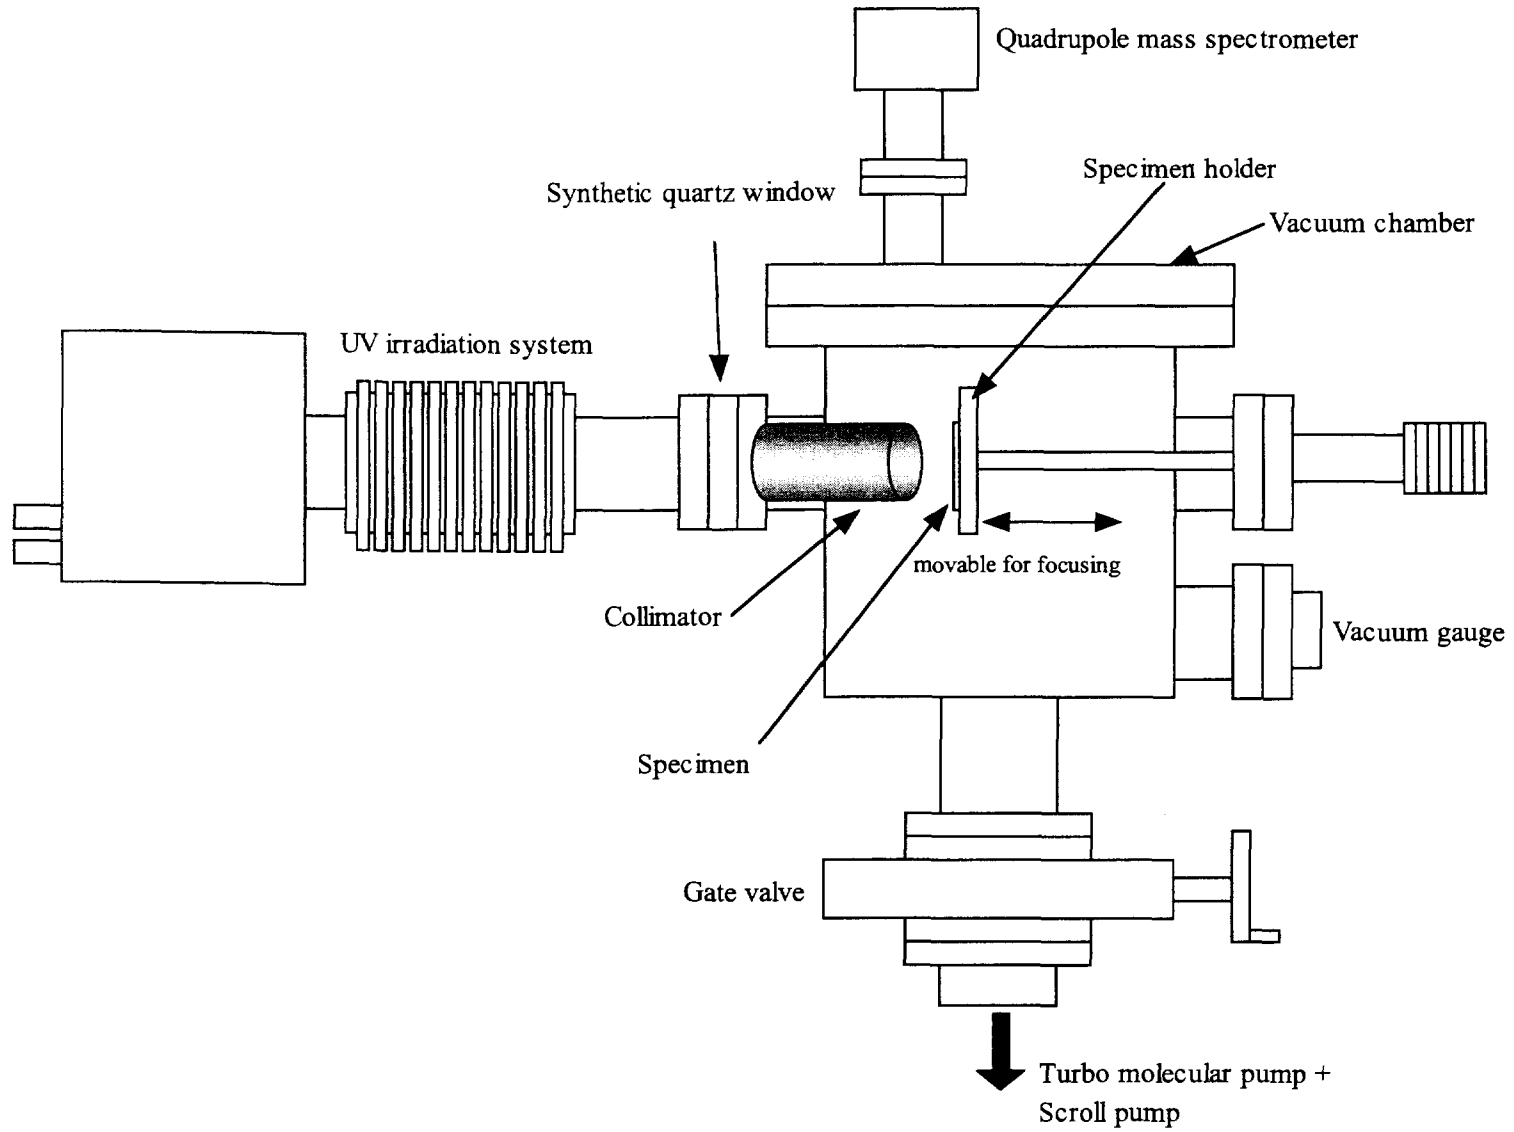 Quadrupole mass spectrometer
Specimen holder
Synthetic quartz window
Vacuum chamber
UV irradiation system
movable for focusing
Collimator
Vacuum gauge
Specimen
Gate valve
Turbo molecular pump +
Scroll pump